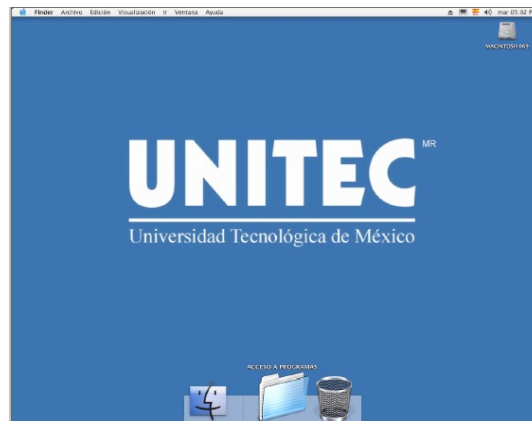 Finder Archivo Edición Visualización Ir Ventana Ayuda
mar 05:02
MACINTOSH 069
UNITEC MR
Universidad Tecnológica de México
ACCESO A PROGRAMAS